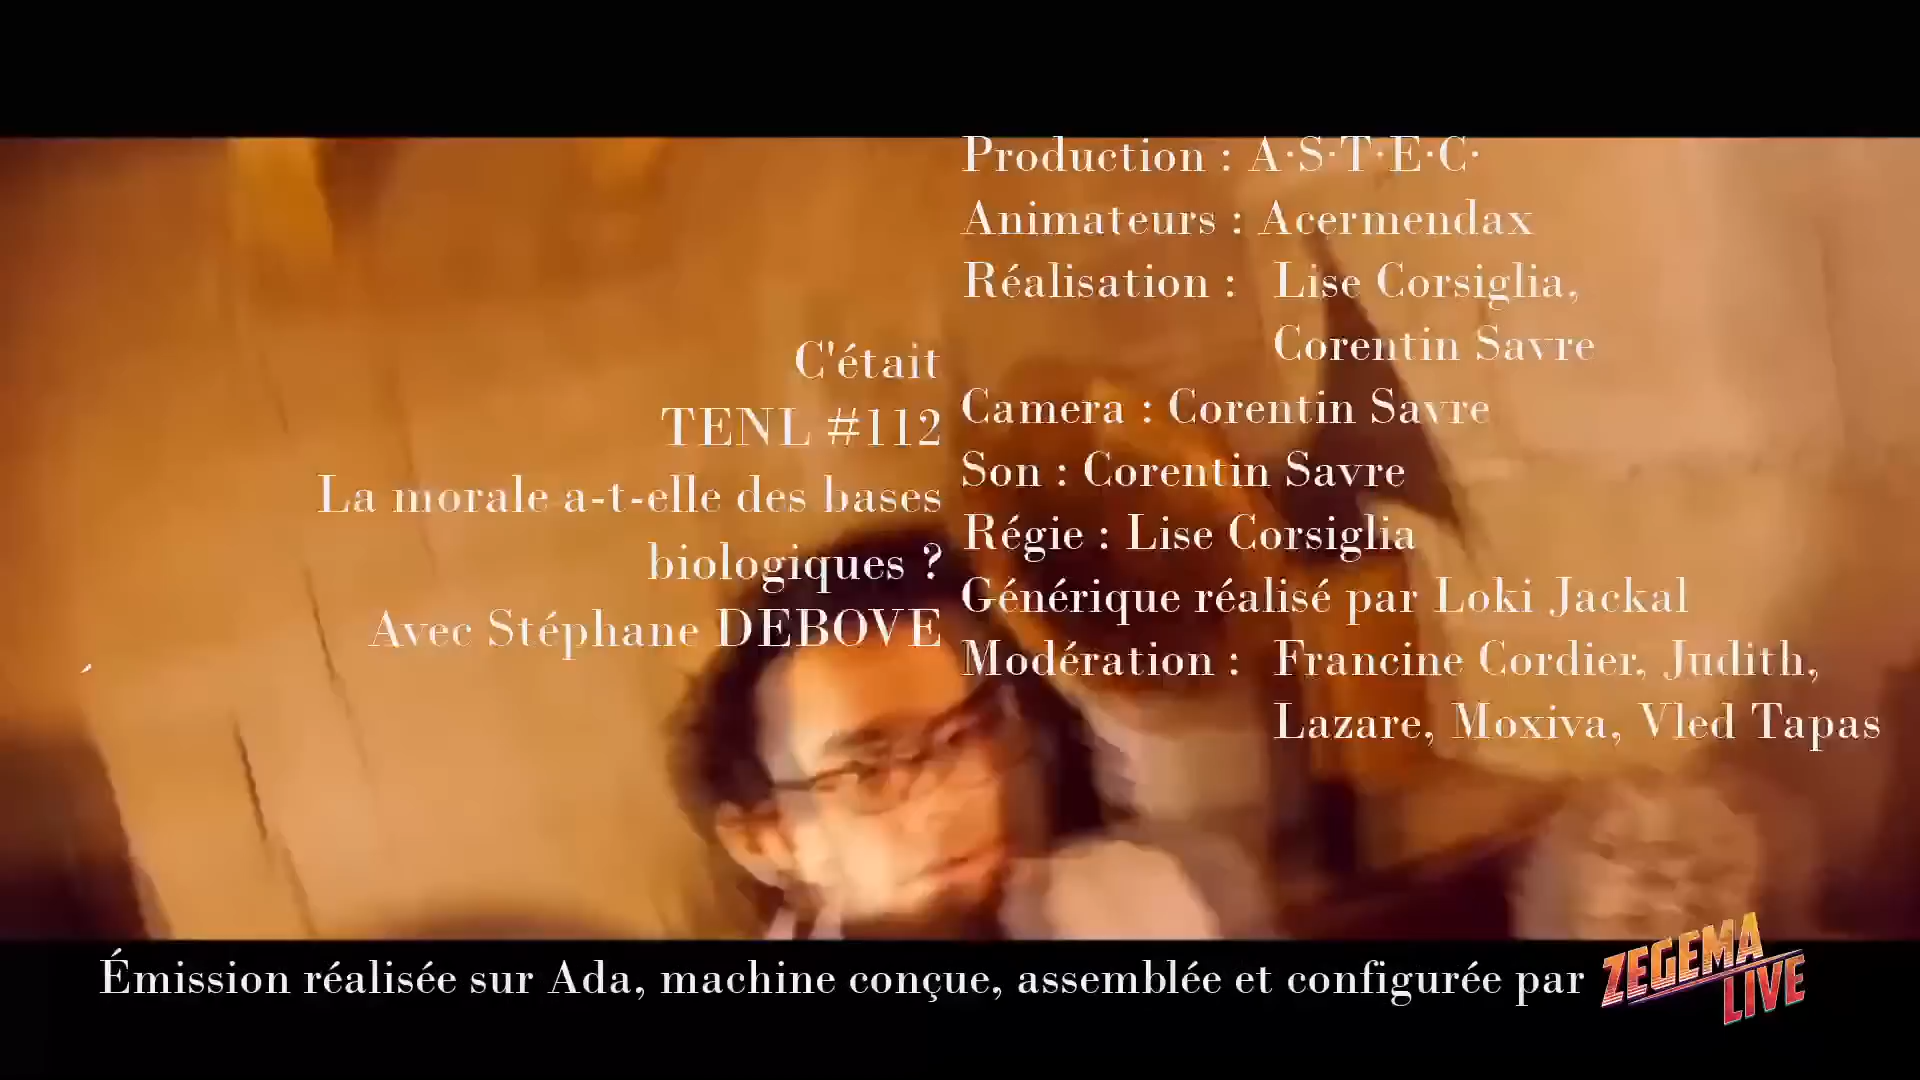 C'était
TENL #112
La morale a-t-elle des bases
biologiques ?
Avec Stéphane DEBOVE
Production : A·S·T·E·C·
Animateurs : Acermendax
Réalisation : Lise Corsiglia,
Corentin Savre
Camera : Corentin Savre
Son : Corentin Savre
Régie : Lise Corsiglia
Générique réalisé par Loki Jackal
Modération : Francine Cordier, Judith,
Lazare, Moxiva, Vled Tapas
Émission réalisée sur Ada, machine conçue, assemblée et configurée par
ZEGEMA
LIVE